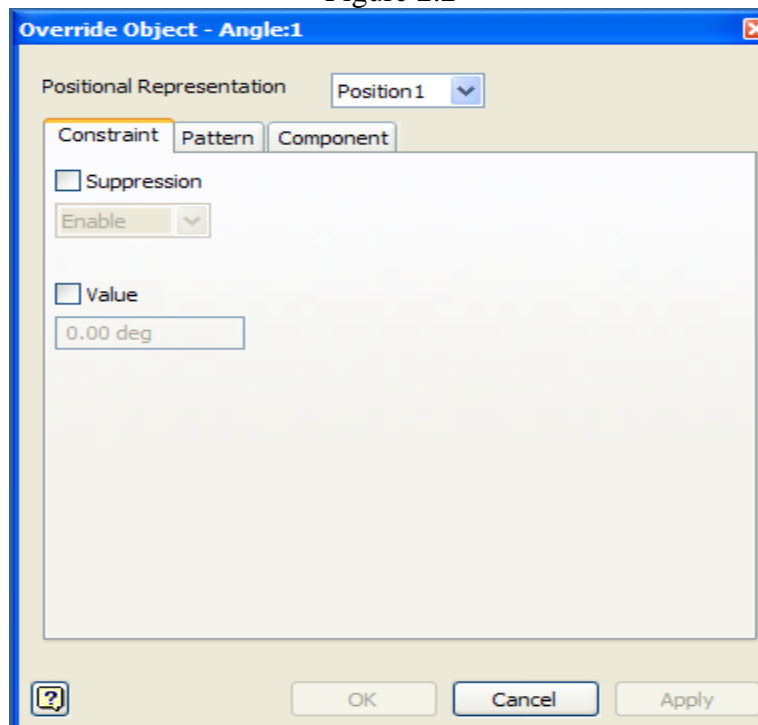 Override Object - Angle:1
Positional Representation Position1
Constraint Pattern Component
Suppression
Enable
Value
0.00 deg
OK Cancel Apply